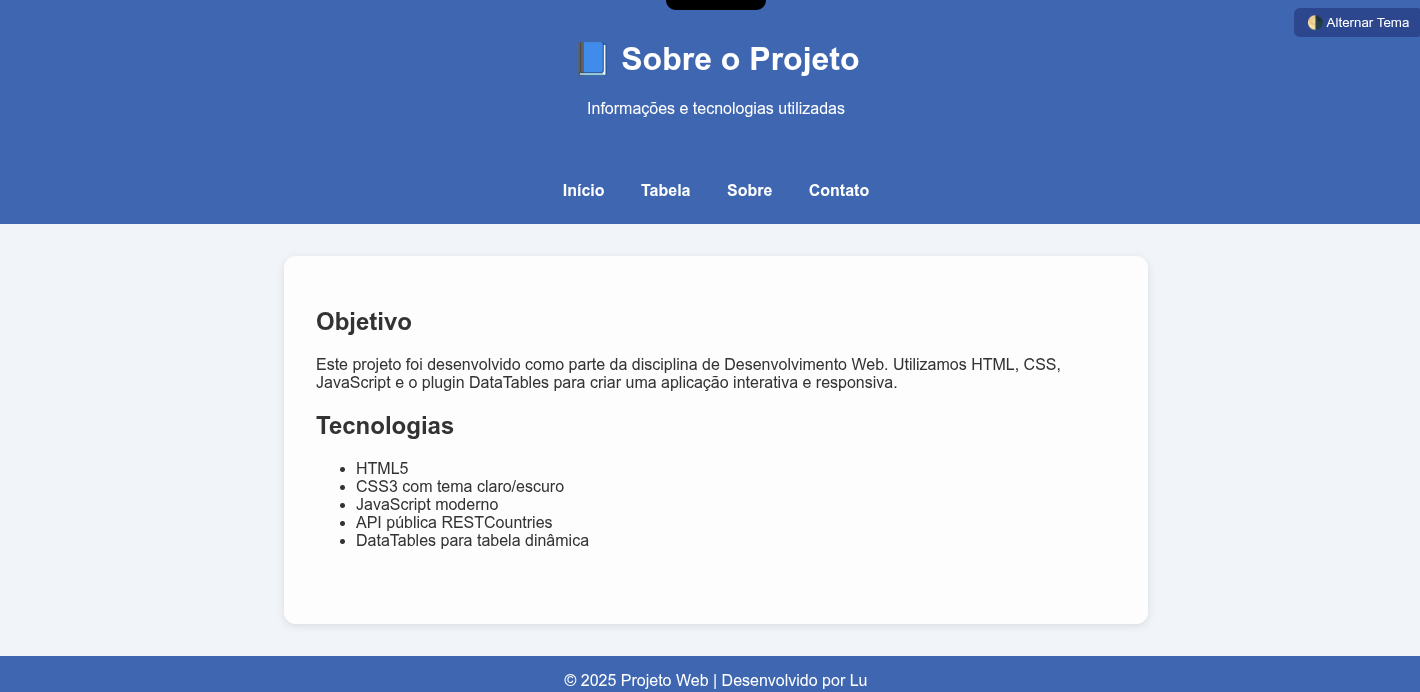 🌗 Alternar Tema
📘 Sobre o Projeto
Informações e tecnologias utilizadas
Início Tabela Sobre Contato
Objetivo
Este projeto foi desenvolvido como parte da disciplina de Desenvolvimento Web. Utilizamos HTML, CSS,
JavaScript e o plugin DataTables para criar uma aplicação interativa e responsiva.
Tecnologias
• HTML5
• CSS3 com tema claro/escuro
• JavaScript moderno
• API pública RESTCountries
• DataTables para tabela dinâmica
© 2025 Projeto Web | Desenvolvido por Lu